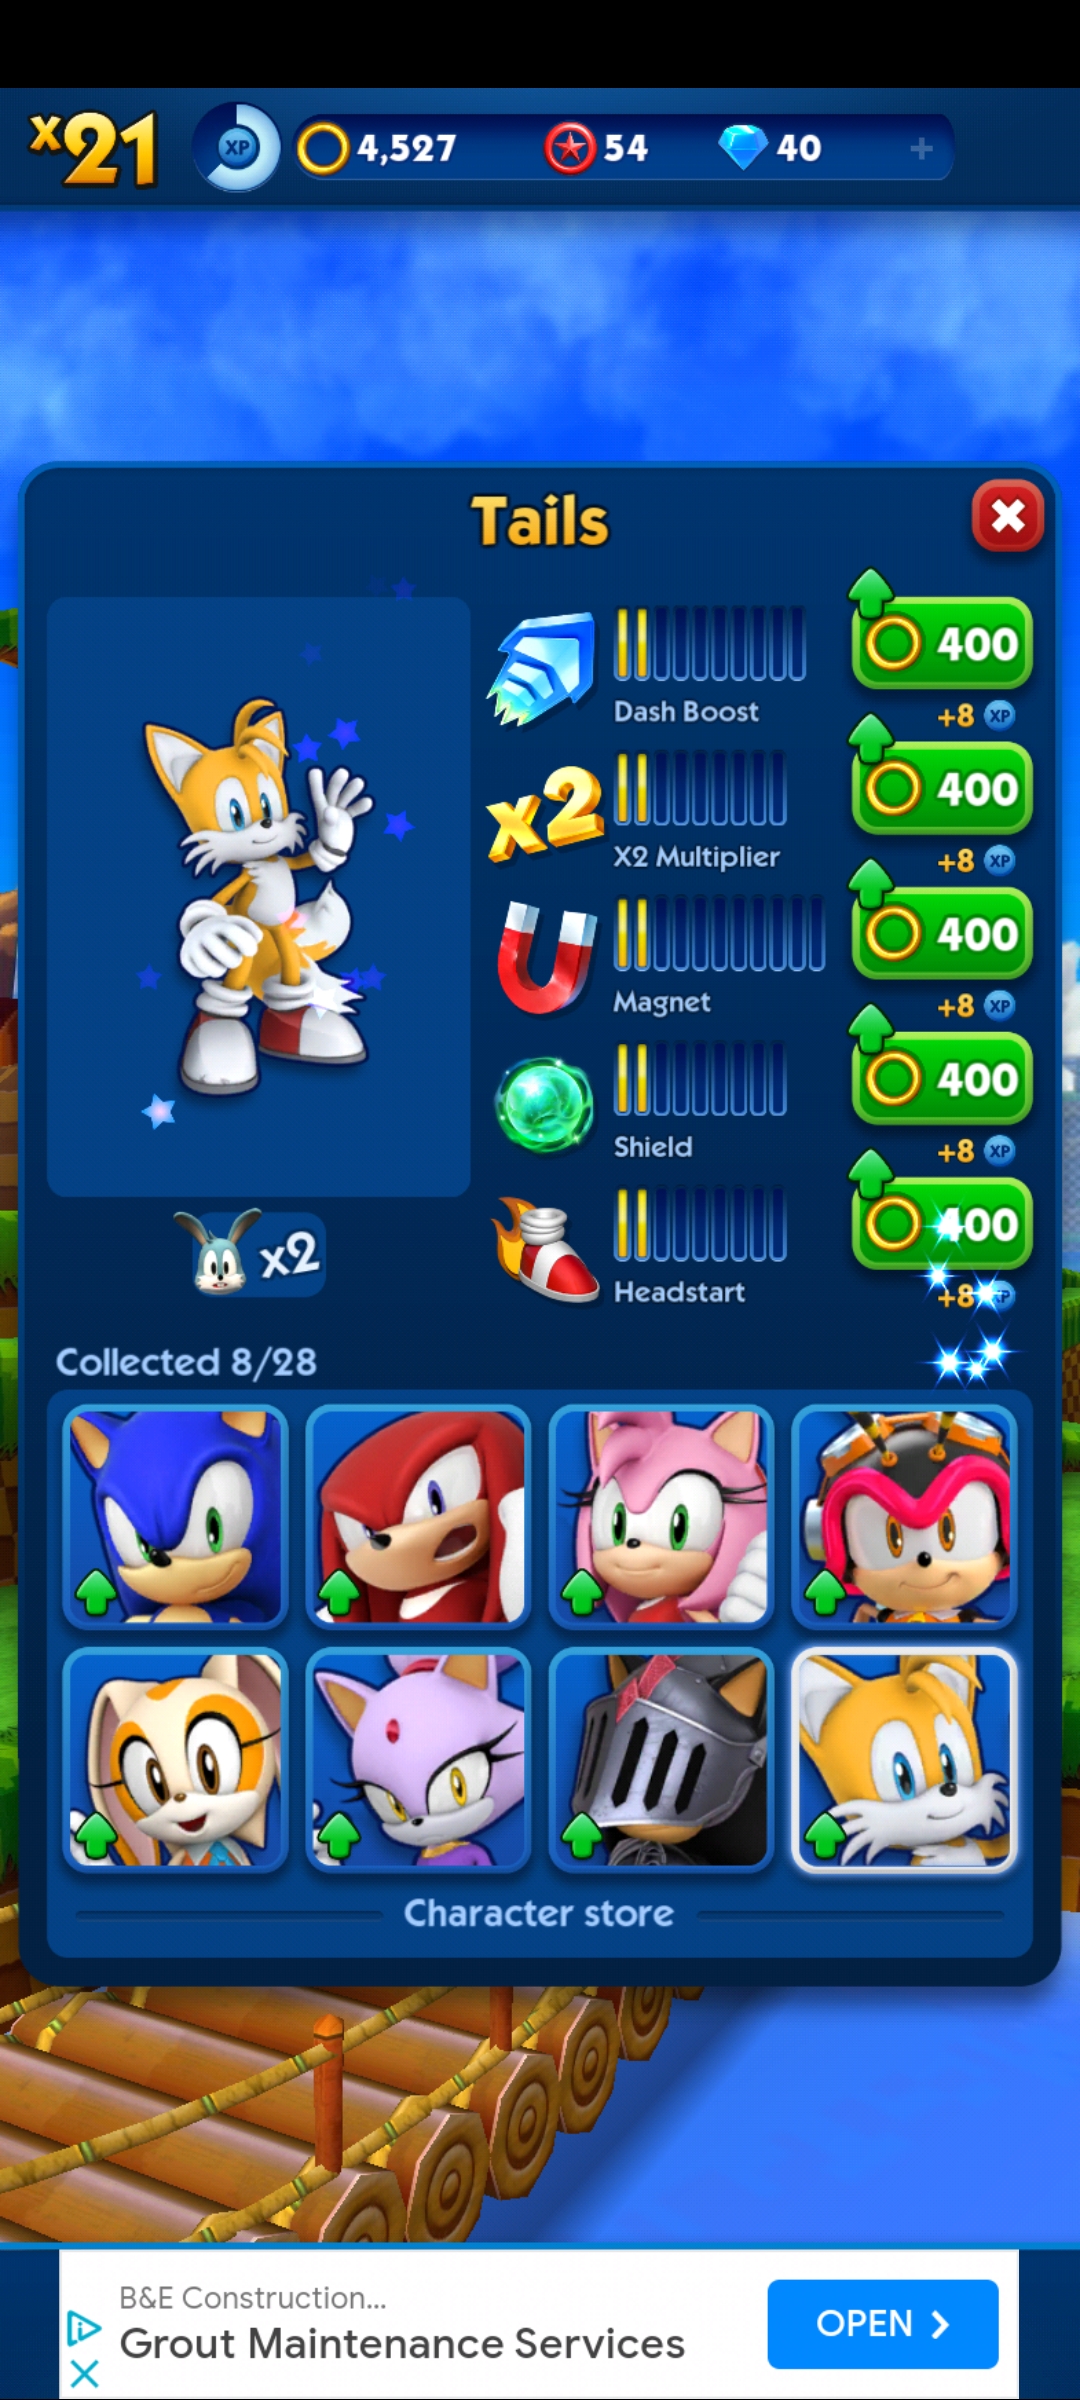 x21
XP
4,527
54
40
+
Tails
Dash Boost
400
+8 XP
X2
X2 Multiplier
400
+8 XP
Magnet
400
+8 XP
Shield
400
+8 XP
Headstart
400
+8 XP
x2
Collected 8/28
Character store
B&E Construction...
Grout Maintenance Services
OPEN